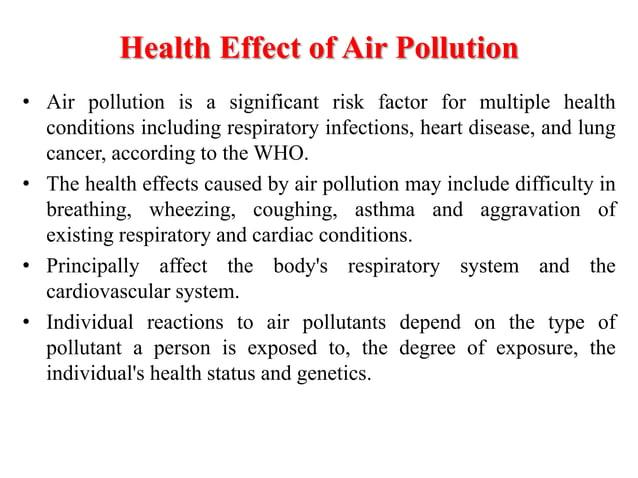 Health Effect of Air Pollution
• Air pollution is a significant risk factor for multiple health
conditions including respiratory infections, heart disease, and lung
cancer, according to the WHO.
• The health effects caused by air pollution may include difficulty in
breathing, wheezing, coughing, asthma and aggravation of
existing respiratory and cardiac conditions.
• Principally affect the body's respiratory system and the
cardiovascular system.
• Individual reactions to air pollutants depend on the type of
pollutant a person is exposed to, the degree of exposure, the
individual's health status and genetics.